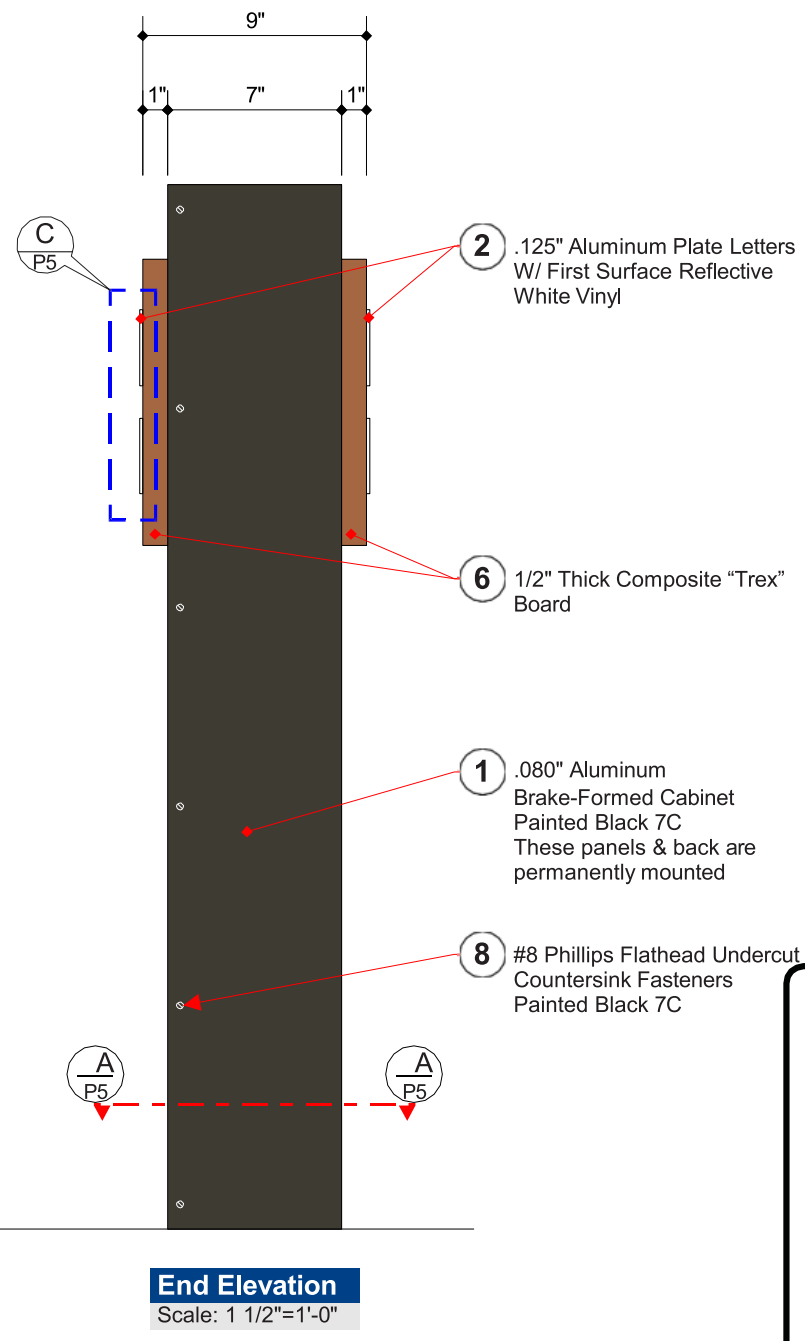 9"
1"
7"
1"
C
P5
2
.125" Aluminum Plate Letters
W/ First Surface Reflective
White Vinyl
6
1/2" Thick Composite “Trex”
Board
1
.080" Aluminum
Brake-Formed Cabinet
Painted Black 7C
These panels & back are
permanently mounted
8
#8 Phillips Flathead Undercut
Countersink Fasteners
Painted Black 7C
A
P5
A
P5
End Elevation
Scale: 1 1/2"=1'-0"